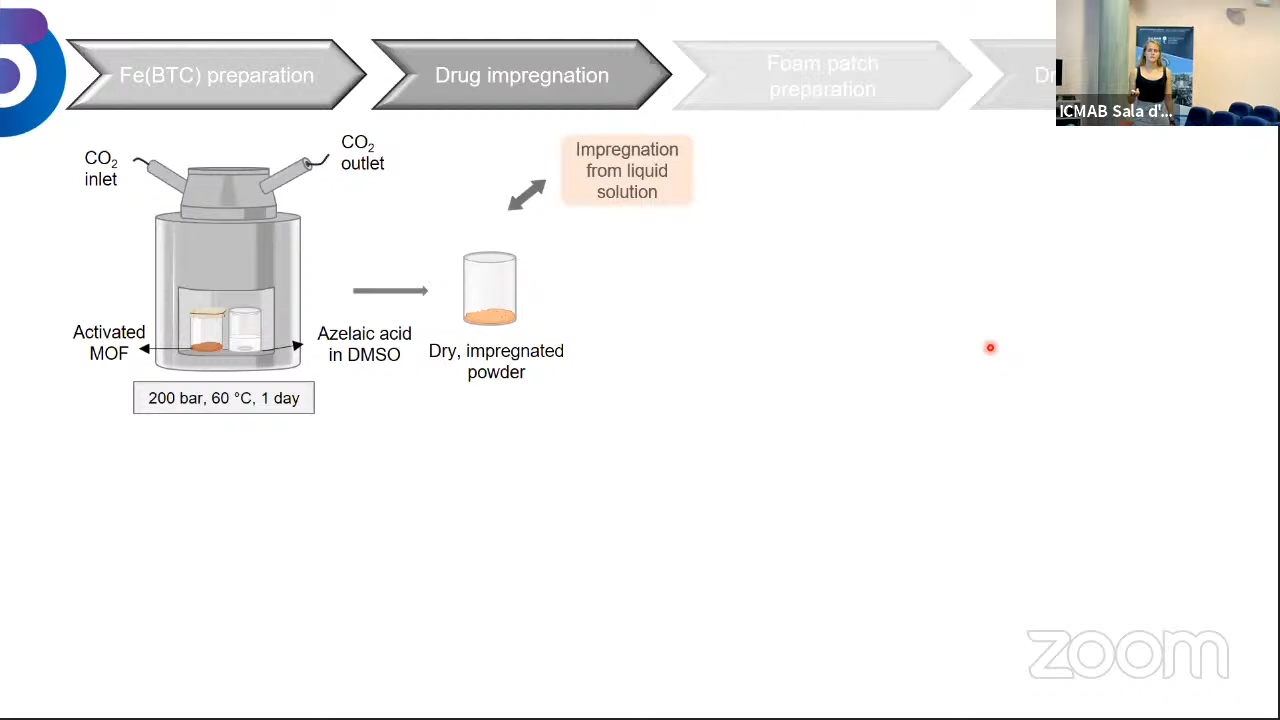 Fe(BTC) preparation
Drug impregnation
Foam patch
preparation
ICMAB Sala d'...
CO₂
inlet
CO₂
outlet
Impregnation
from liquid
solution
Activated
MOF
Azelaic acid
in DMSO
Dry, impregnated
powder
200 bar, 60 °C, 1 day
zoom